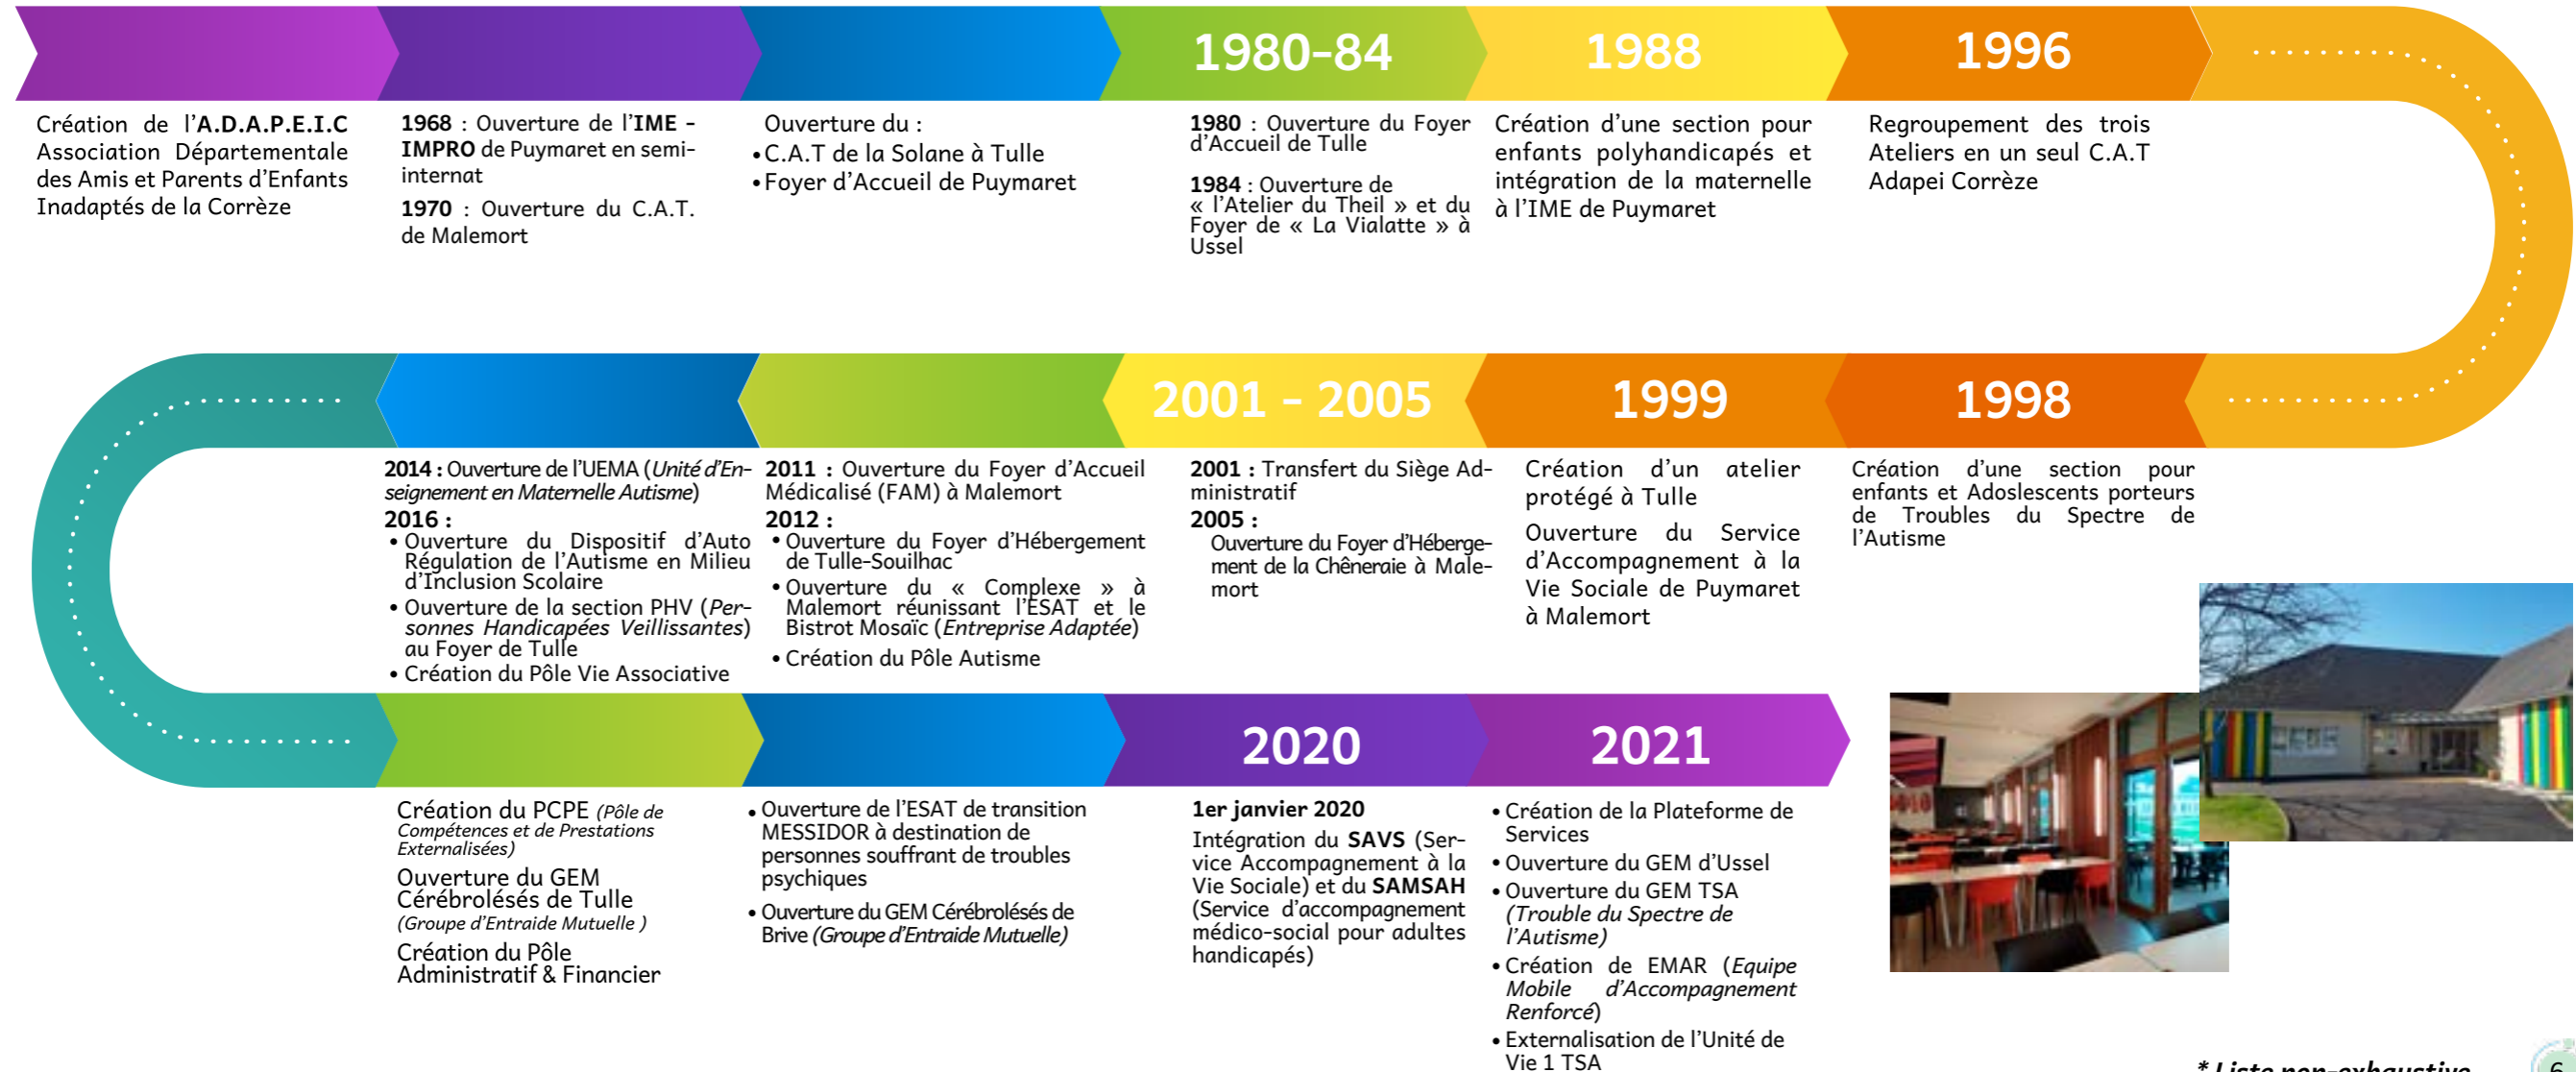 1980-84
1988
1996
Création de l'A.D.A.P.E.I.C
Association Départementale
des Amis et Parents d'Enfants
Inadaptés de la Corrèze
1968 : Ouverture de l'IME -
IMPRO de Puymaret en semi-
internat
1970 : Ouverture du C.A.T.
de Malemort
Ouverture du :
• C.A.T de la Solane à Tulle
• Foyer d'Accueil de Puymaret
1980 : Ouverture du Foyer
d'Accueil de Tulle
1984 : Ouverture de
« l'Atelier du Theil » et du
Foyer de « La Vialatte » à
Ussel
Création d'une section pour
enfants polyhandicapés et
intégration de la maternelle
à l'IME de Puymaret
Regroupement des trois
Ateliers en un seul C.A.T
Adapei Corrèze
2001 - 2005
1999
1998
2014 : Ouverture de l'UEMA (Unité d'En-
seignement en Maternelle Autisme)
2016 :
• Ouverture du Dispositif d'Auto
Régulation de l'Autisme en Milieu
d'Inclusion Scolaire
• Ouverture de la section PHV (Per-
sonnes Handicapées Veillissantes)
au Foyer de Tulle
• Création du Pôle Vie Associative
2011 : Ouverture du Foyer d'Accueil
Médicalisé (FAM) à Malemort
2012 :
• Ouverture du Foyer d'Hébergement
de Tulle-Souilhac
• Ouverture du « Complexe » à
Malemort réunissant l'ESAT et le
Bistrot Mosaïc (Entreprise Adaptée)
• Création du Pôle Autisme
2001 : Transfert du Siège Ad-
ministratif
2005 :
Ouverture du Foyer d'Héberge-
ment de la Chêneraie à Male-
mort
Création d'un atelier
protégé à Tulle
Ouverture du Service
d'Accompagnement à la
Vie Sociale de Puymaret
à Malemort
Création d'une section pour
enfants et Adoslescents porteurs
de Troubles du Spectre de
l'Autisme
2020
2021
Création du PCPE (Pôle de
Compétences et de Prestations
Externalisées)
Ouverture du GEM
Cérébrolésés de Tulle
(Groupe d'Entraide Mutuelle )
Création du Pôle
Administratif & Financier
• Ouverture de l'ESAT de transition
MESSIDOR à destination de
personnes souffrant de troubles
psychiques
• Ouverture du GEM Cérébrolésés de
Brive (Groupe d'Entraide Mutuelle)
1er janvier 2020
Intégration du SAVS (Ser-
vice Accompagnement à la
Vie Sociale) et du SAMSAH
(Service d'accompagnement
médico-social pour adultes
handicapés)
• Création de la Plateforme de
Services
• Ouverture du GEM d'Ussel
• Ouverture du GEM TSA
(Trouble du Spectre de
l'Autisme)
• Création de EMAR (Equipe
Mobile d'Accompagnement
Renforcé)
• Externalisation de l'Unité de
Vie 1 TSA
* Liste non-exhaustive
6